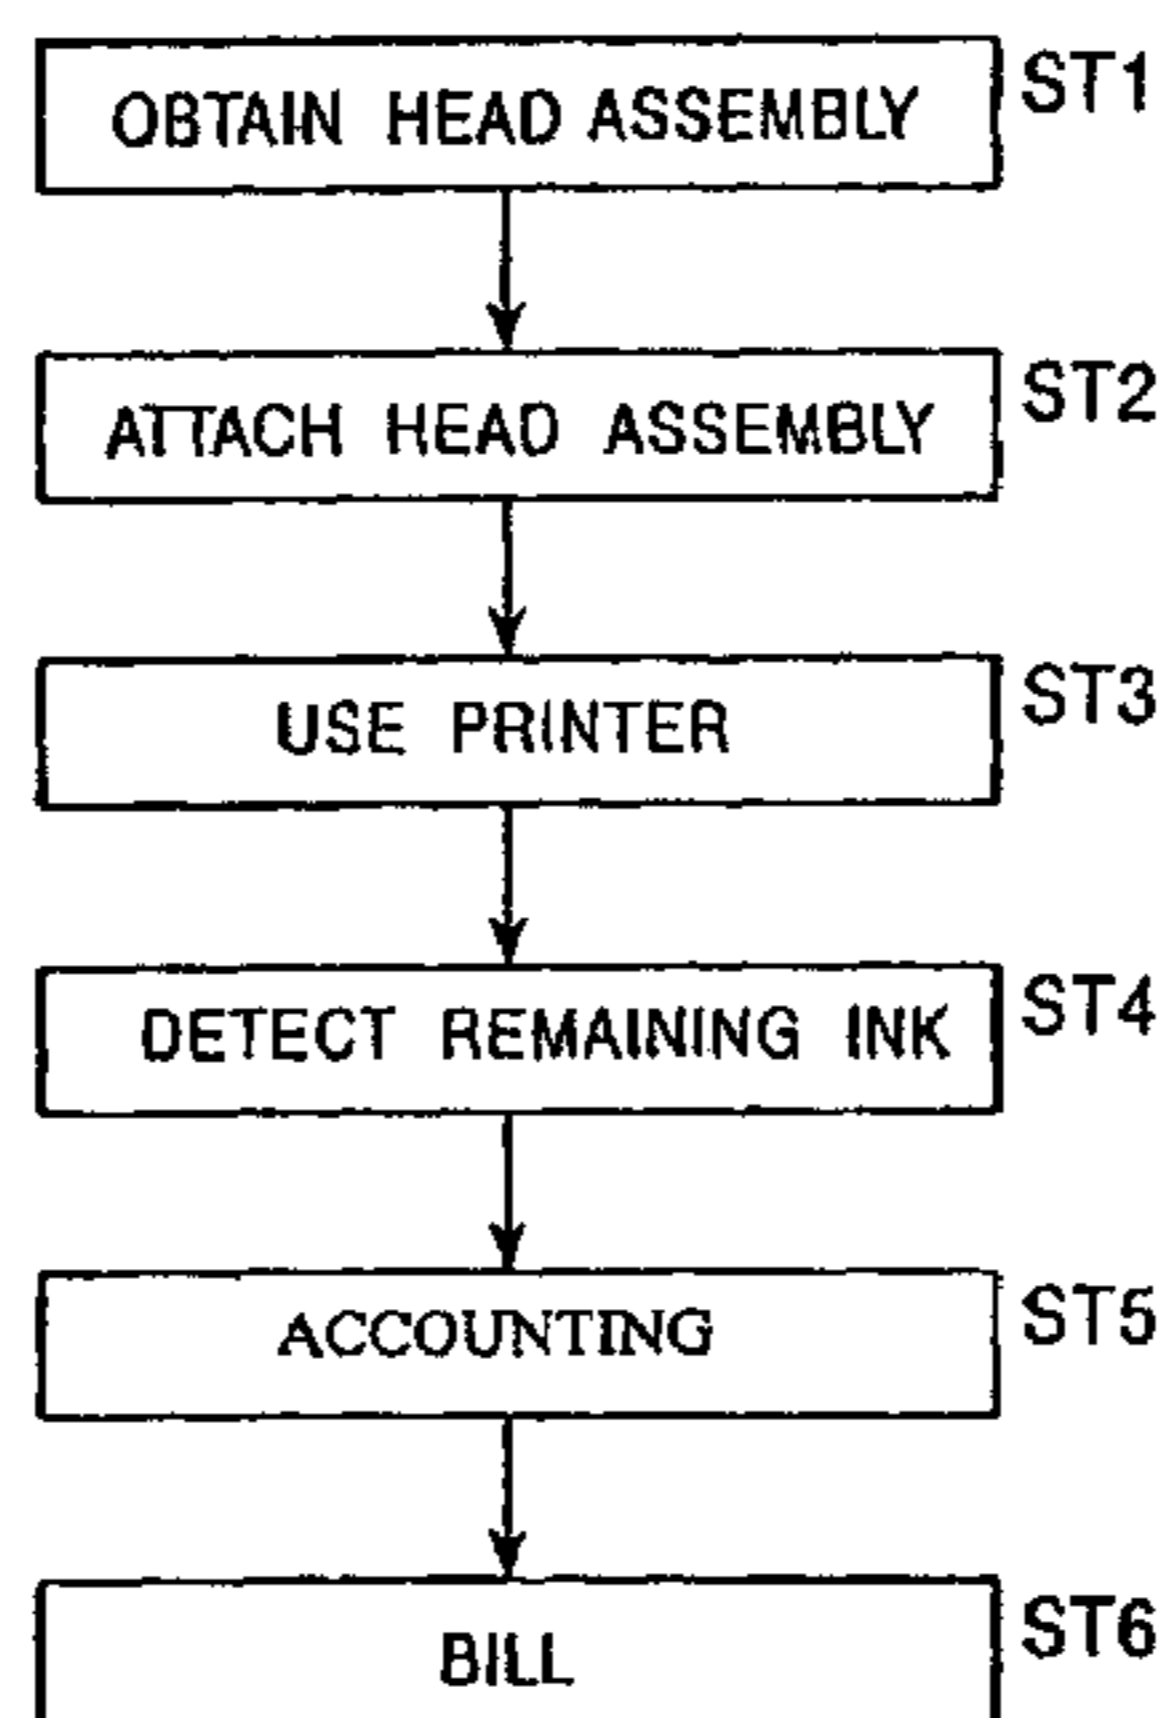 OBTAIN HEAD ASSEMBLY ST1
ATTACH HEAD ASSEMBLY ST2
USE PRINTER ST3
DETECT REMAINING INK ST4
ACCOUNTING ST5
BILL ST6